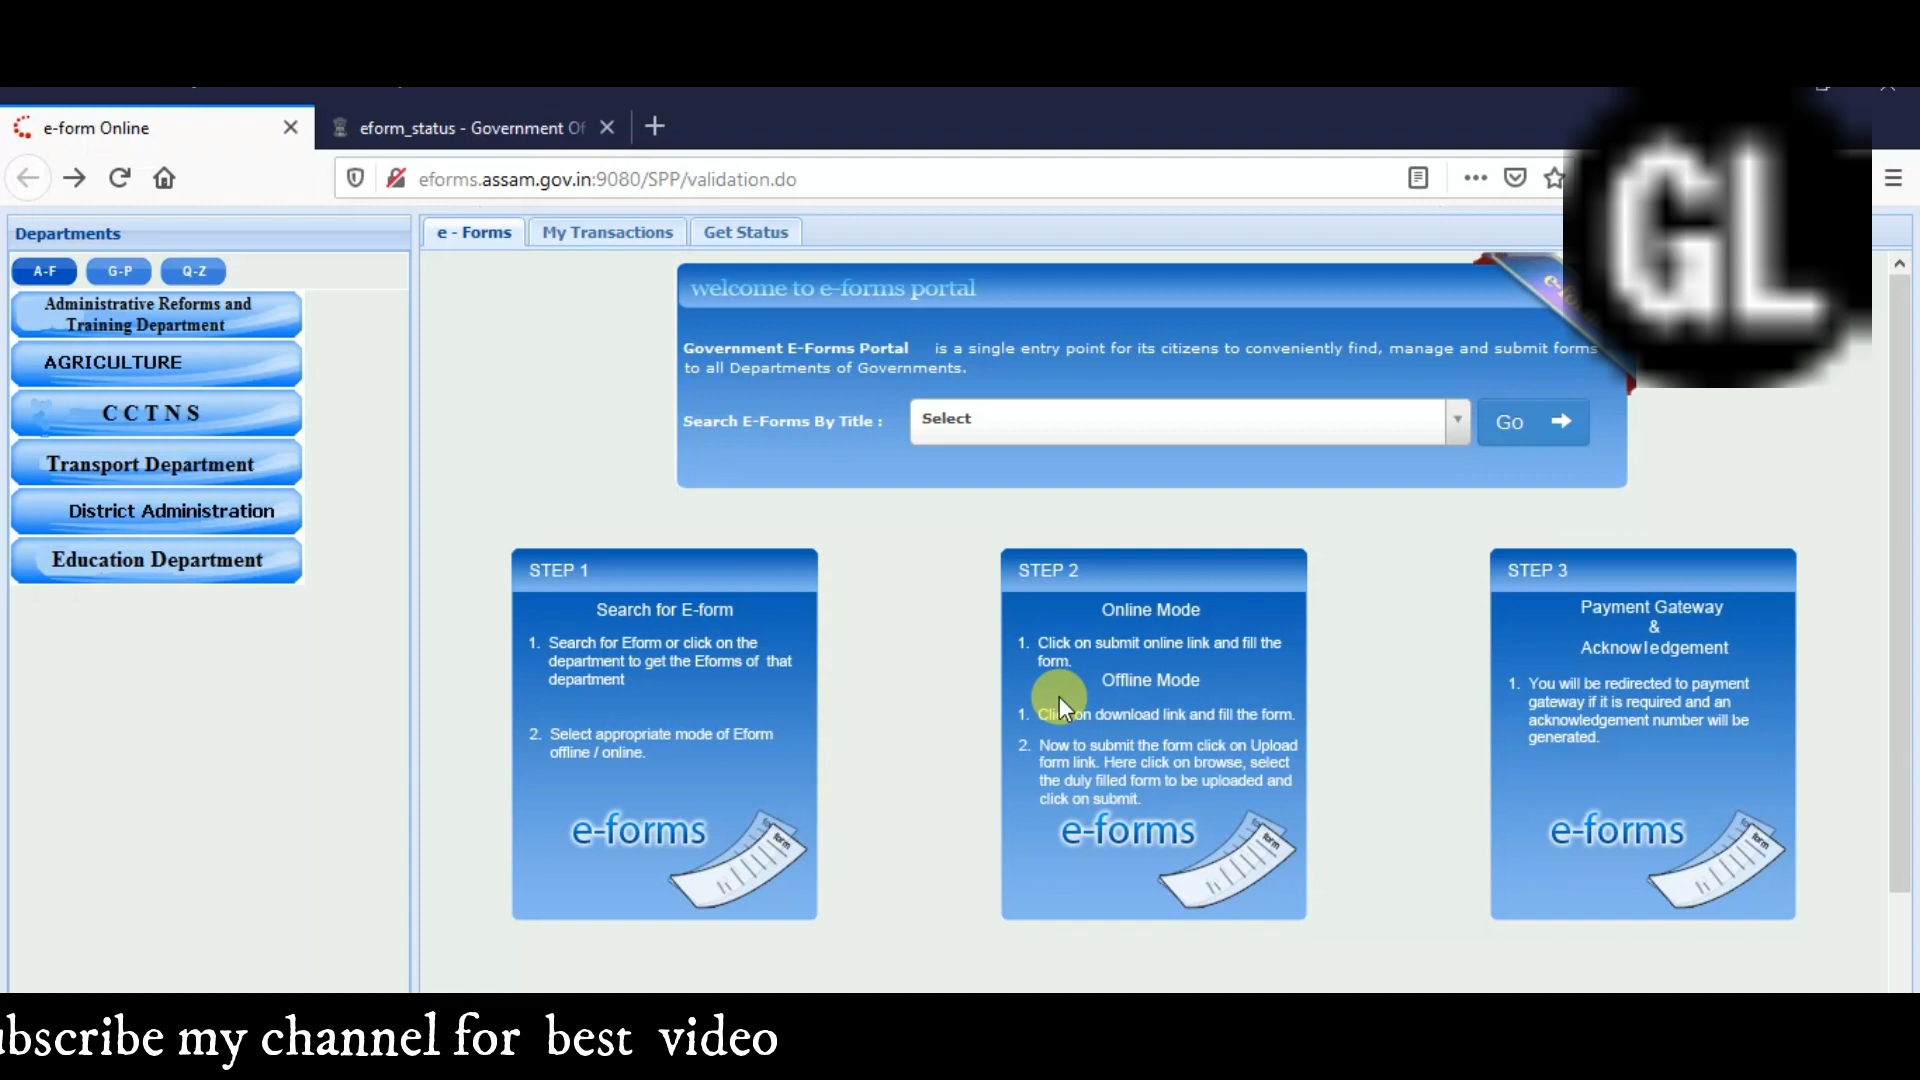 e-form Online
eform_status - Government Of
eforms.assam.gov.in:9080/SPP/validation.do
GL
Departments
e - Forms
My Transactions
Get Status
A-F
G-P
Q-Z
Administrative Reforms and
Training Department
AGRICULTURE
C C T N S
Transport Department
District Administration
Education Department
welcome to e-forms portal
Government E-Forms Portal is a single entry point for its citizens to conveniently find, manage and submit forms
to all Departments of Governments.
Search E-Forms By Title :
Select
Go
STEP 1
Search for E-form
1. Search for Eform or click on the
department to get the Eforms of that
department
2. Select appropriate mode of Eform
offline / online.
e-forms
form
STEP 2
Online Mode
1. Click on submit online link and fill the
form.
Offline Mode
1. Click on download link and fill the form.
2. Now to submit the form click on Upload
form link. Here click on browse, select
the duly filled form to be uploaded and
click on submit.
e-forms
form
STEP 3
Payment Gateway
&
Acknowledgement
1. You will be redirected to payment
gateway if it is required and an
acknowledgement number will be
generated.
e-forms
form
ubscribe my channel for best video